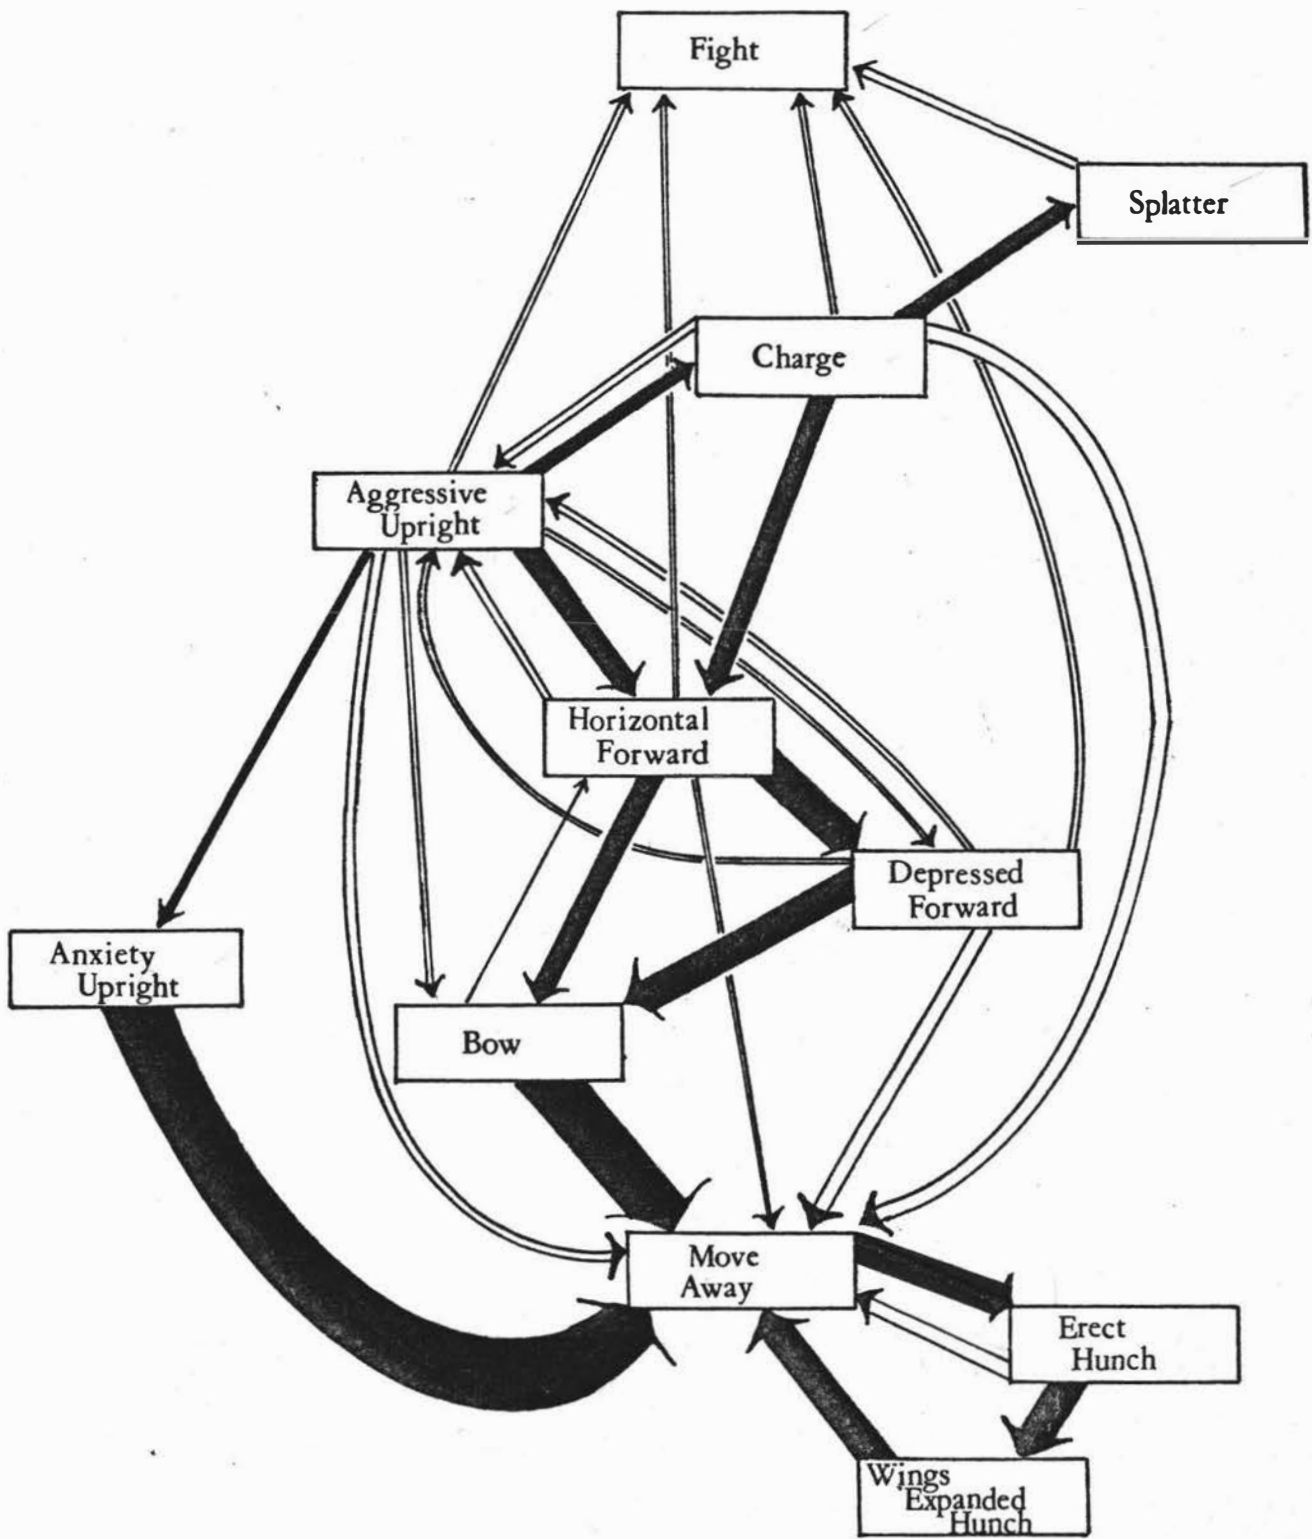 Fight
Splatter
Charge
Aggressive
Upright
Horizontal
Forward
Depressed
Forward
Anxiety
Upright
Bow
Move
Away
Erect
Hunch
Wings
Expanded
Hunch